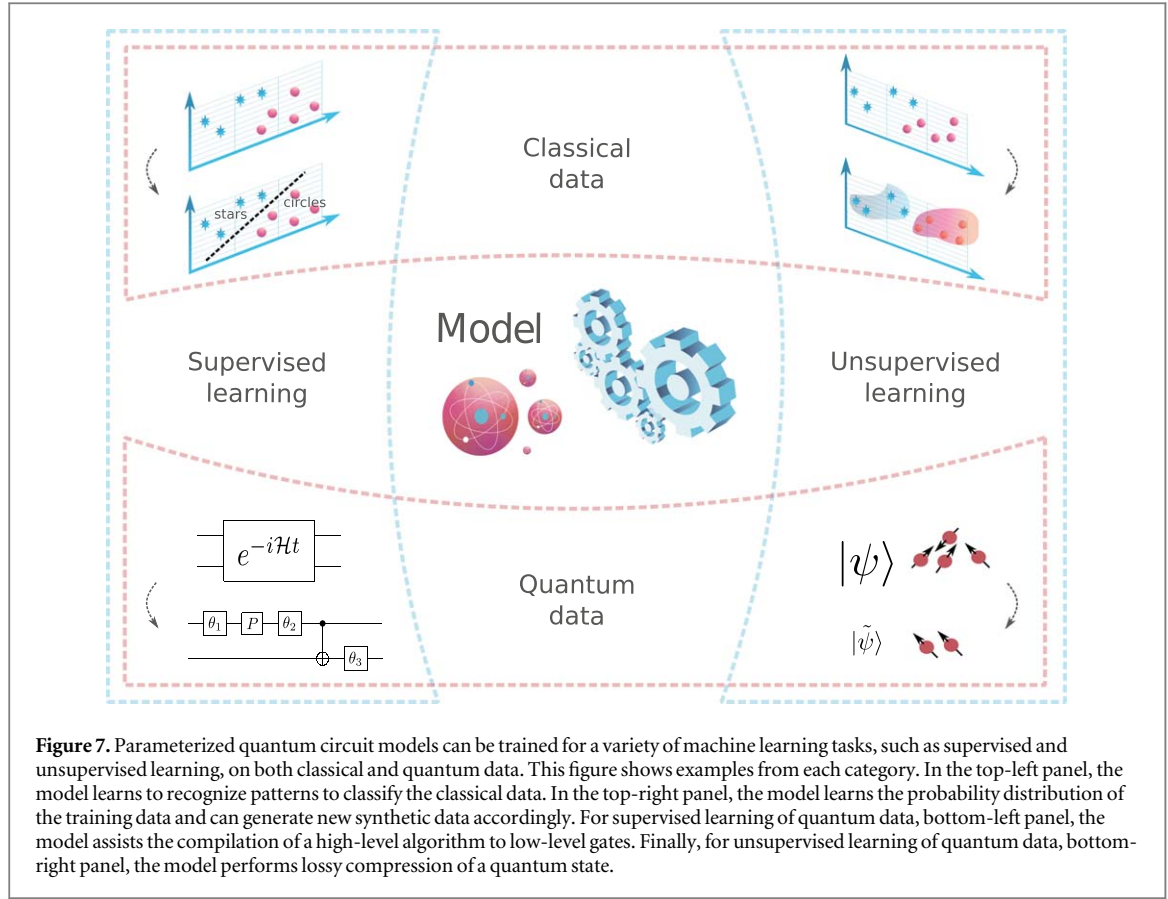 Classical
data
stars
circles
Model
Supervised
learning
Unsupervised
learning
e^{-iℋt}
θ₁ P θ₂
θ₃
Quantum
data
|ψ⟩
|ψ̃⟩
Figure 7. Parameterized quantum circuit models can be trained for a variety of machine learning tasks, such as supervised and
unsupervised learning, on both classical and quantum data. This figure shows examples from each category. In the top-left panel, the
model learns to recognize patterns to classify the classical data. In the top-right panel, the model learns the probability distribution of
the training data and can generate new synthetic data accordingly. For supervised learning of quantum data, bottom-left panel, the
model assists the compilation of a high-level algorithm to low-level gates. Finally, for unsupervised learning of quantum data, bottom-
right panel, the model performs lossy compression of a quantum state.